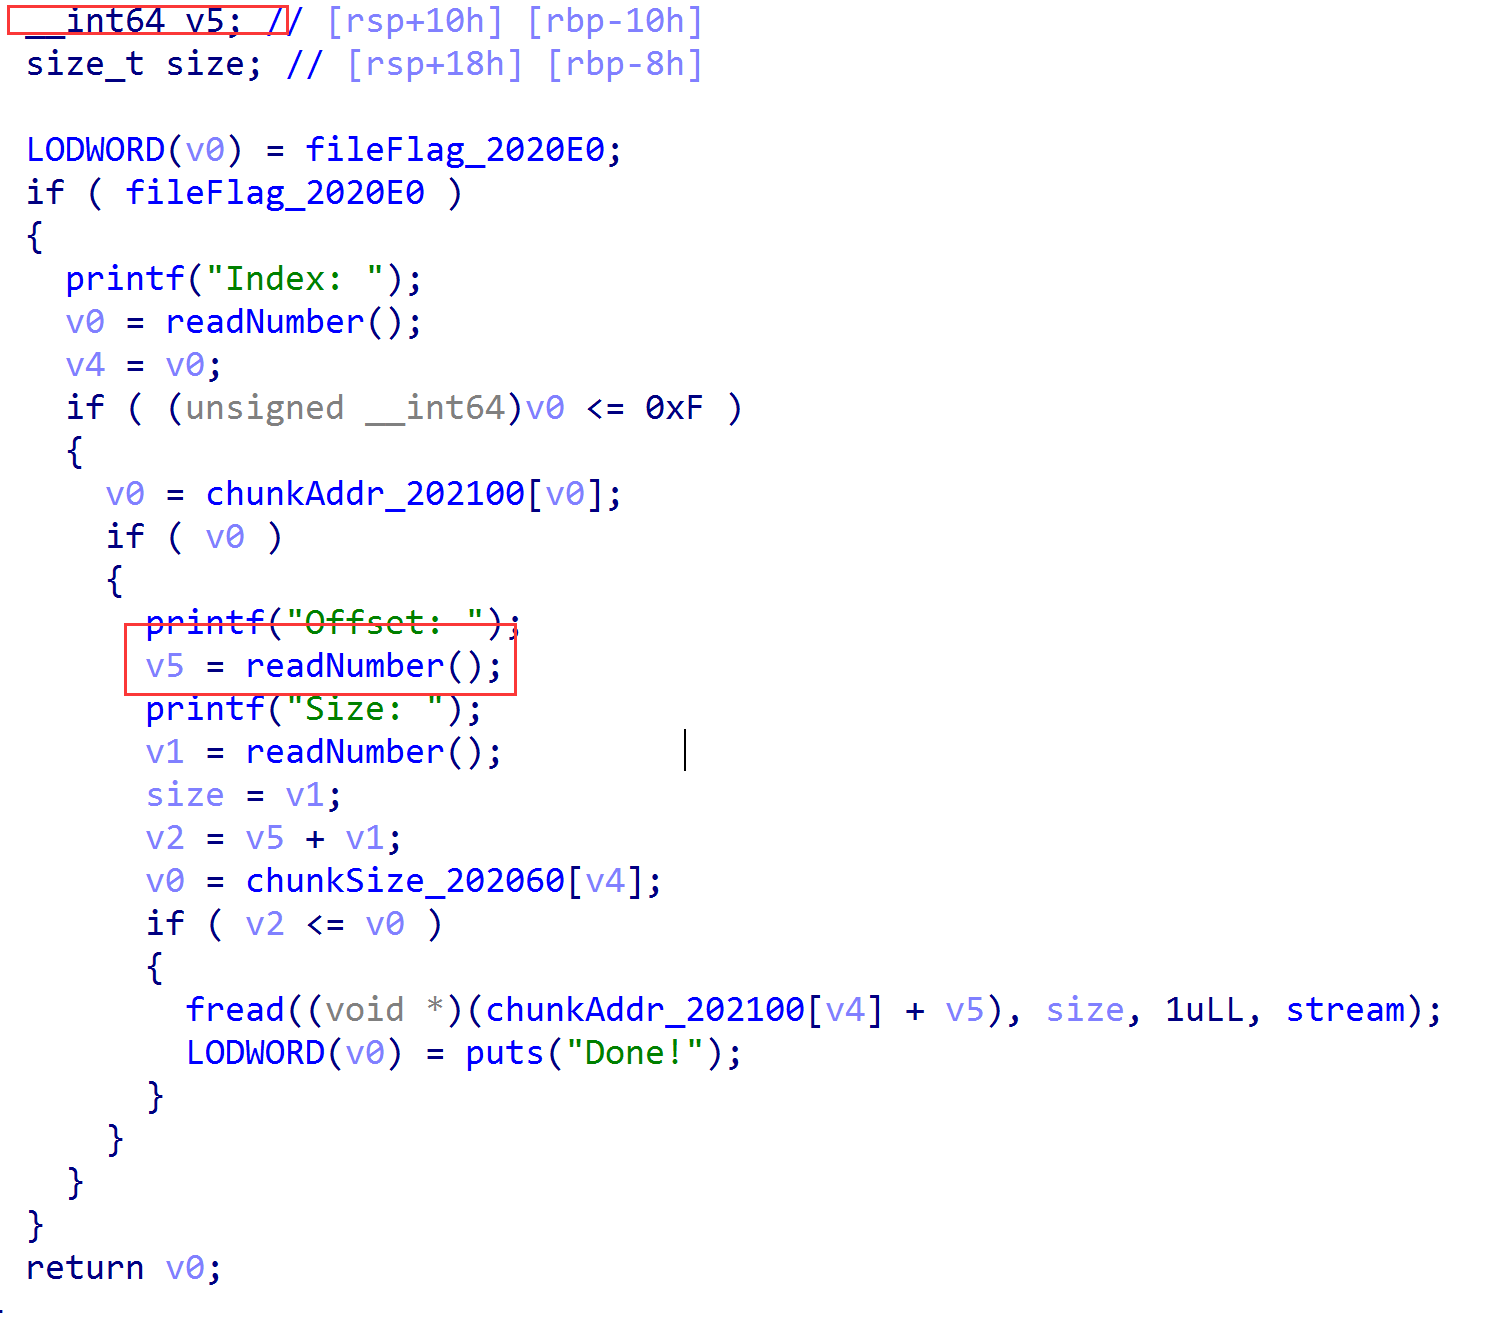 __int64 v5; // [rsp+10h] [rbp-10h]
size_t size; // [rsp+18h] [rbp-8h]
LODWORD(v0) = fileFlag_2020E0;
if ( fileFlag_2020E0 )
{
printf("Index: ");
v0 = readNumber();
v4 = v0;
if ( (unsigned __int64)v0 <= 0xF )
{
v0 = chunkAddr_202100[v0];
if ( v0 )
{
printf("Offset: ");
v5 = readNumber();
printf("Size: ");
v1 = readNumber();
size = v1;
v2 = v5 + v1;
v0 = chunkSize_202060[v4];
if ( v2 <= v0 )
{
fread((void *)(chunkAddr_202100[v4] + v5), size, 1uLL, stream);
LODWORD(v0) = puts("Done!");
}
}
}
}
return v0;